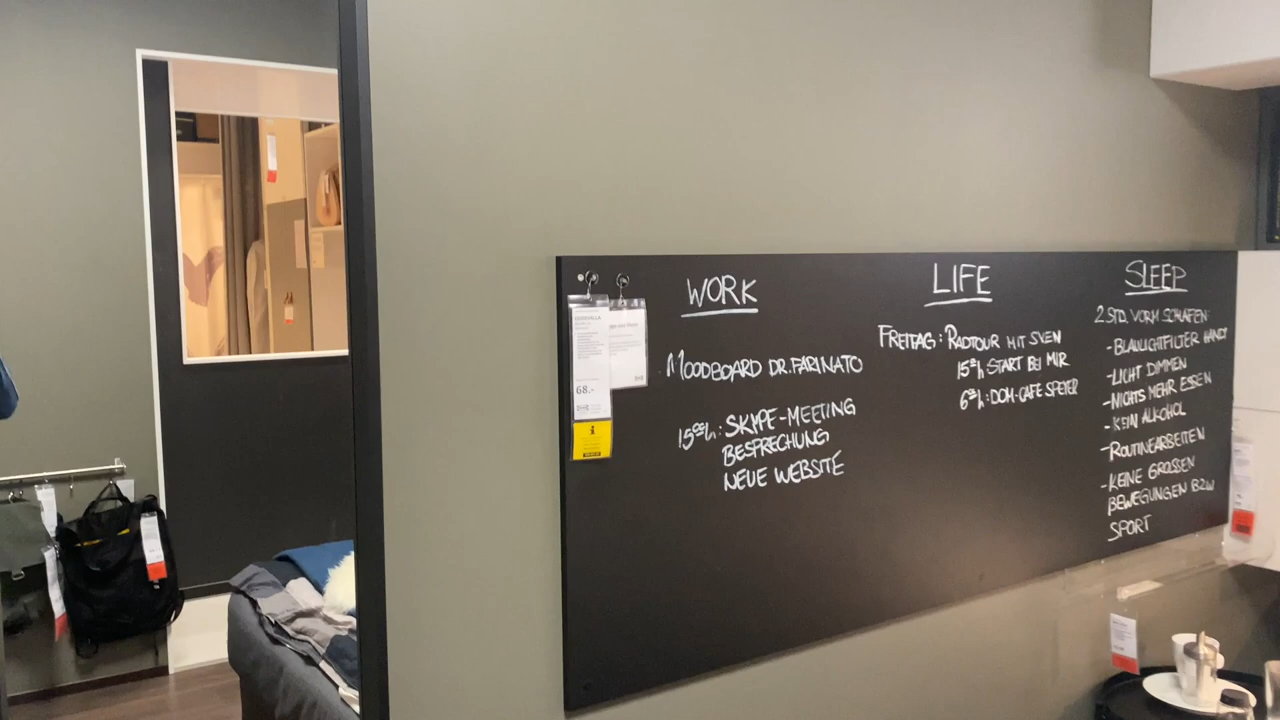 WORK
MOODBOARD DR. FARINATO
15⁰⁰h: SKYPE-MEETING
BESPRECHUNG
NEUE WEBSITE
LIFE
FREITAG: RADTOUR MIT SVEN
START BEI MIR
DOM-CAFE SPEYER
SLEEP
2 STD. VORM SCHLAFEN:
- BLAULICHTFILTER HANDY
- LICHT DIMMEN
- NICHTS MEHR ESSEN
- KEIN ALKOHOL
- ROUTINEARBEITEN
- KEINE GROSSEN
BEWEGUNGEN BZW
SPORT
68.-